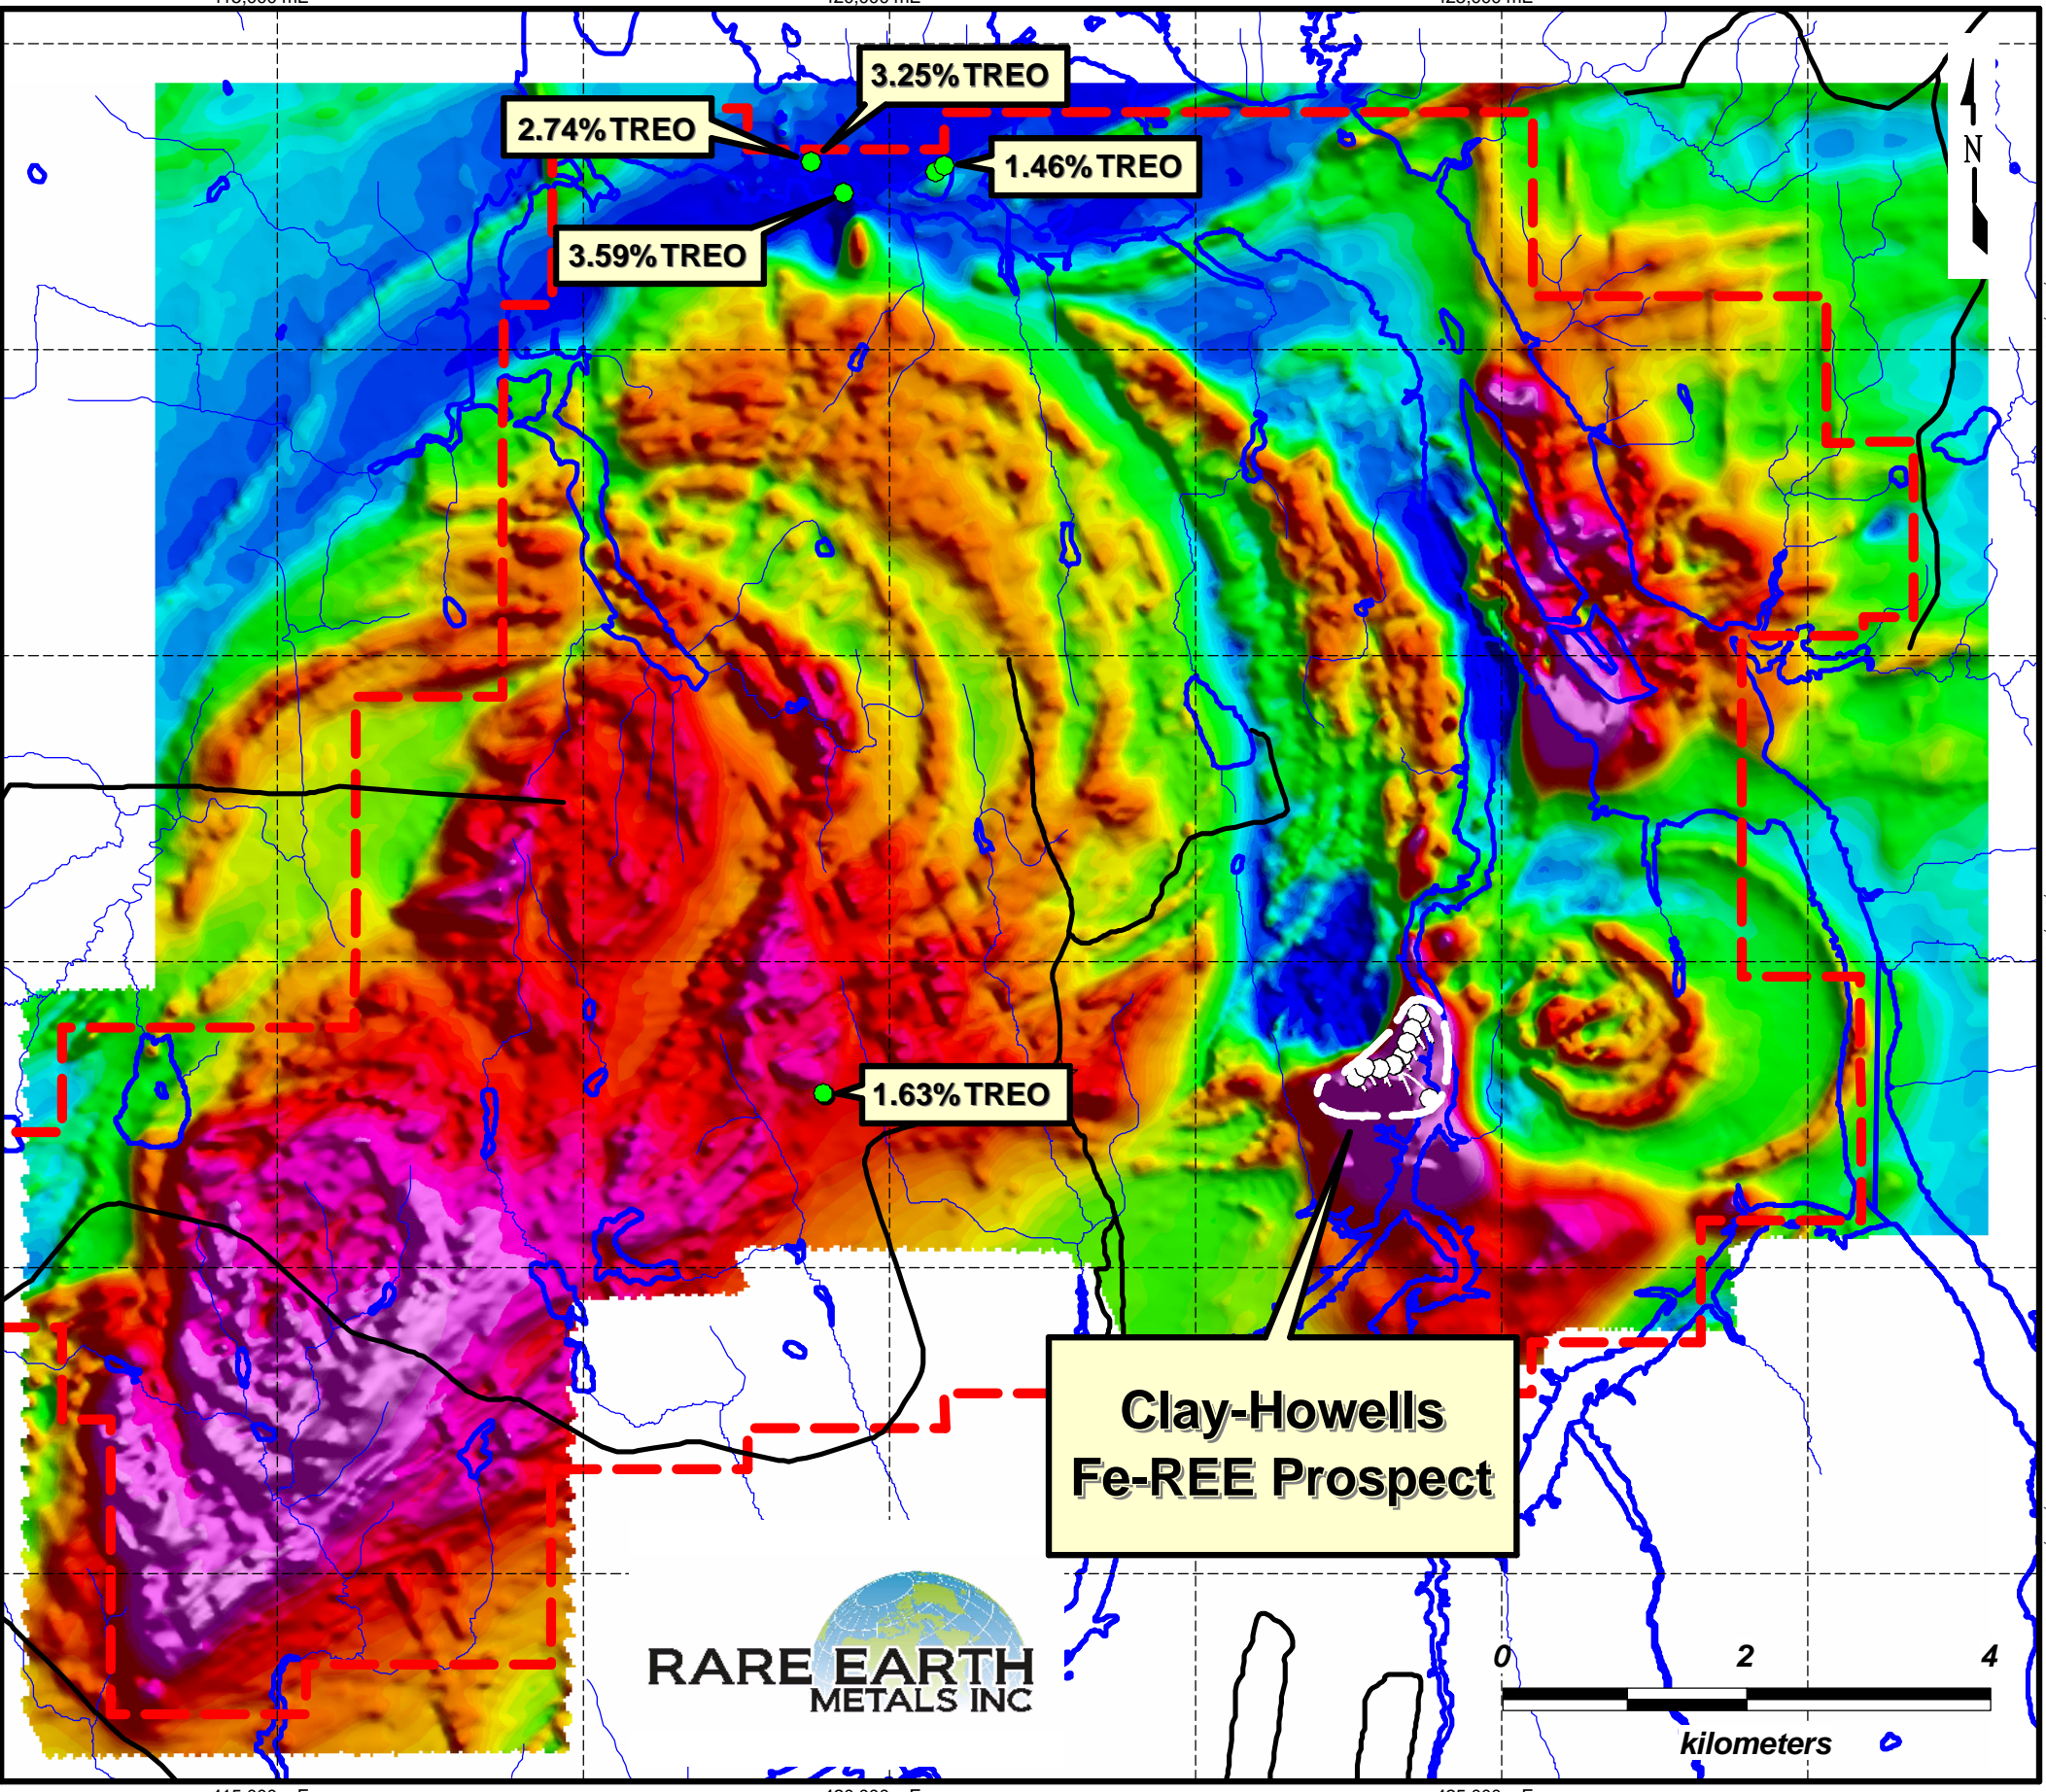 3.25% TREO
2.74% TREO
1.46% TREO
N
3.59% TREO
1.63% TREO
Clay-Howells
Fe-REE Prospect
RARE EARTH
METALS INC
0 2 4
kilometers